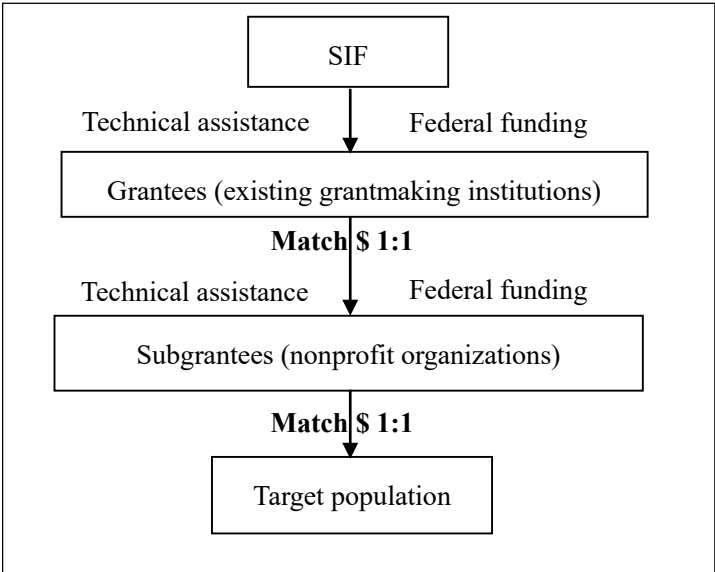 SIF
Technical assistance Federal funding
Grantees (existing grantmaking institutions)
Match $ 1:1
Technical assistance Federal funding
Subgrantees (nonprofit organizations)
Match $ 1:1
Target population